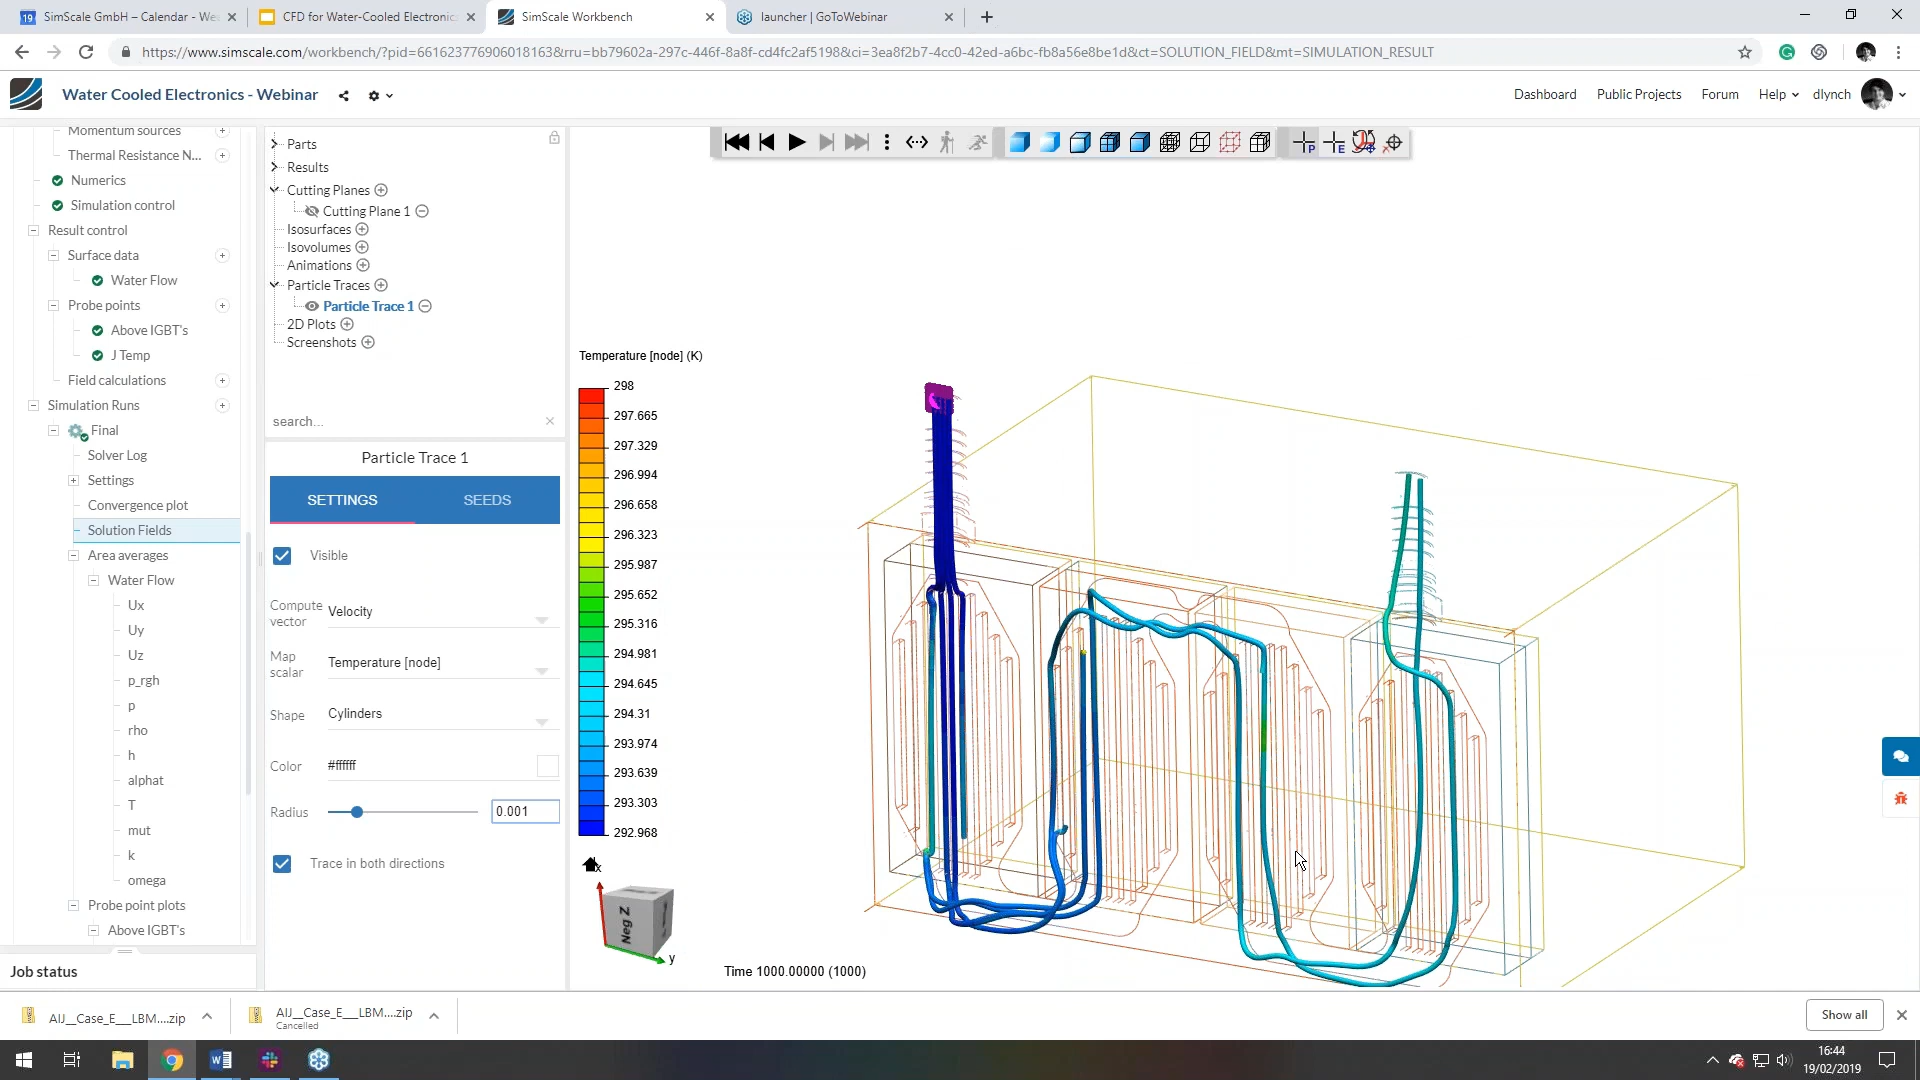 SimScale GmbH – Calendar - We
CFD for Water-Cooled Electronic
SimScale Workbench
launcher | GoToWebinar
https://www.simscale.com/workbench/?pid=661623776906018163&rru=bb79602a-297c-446f-8a8f-cd4fc2af5198&ci=3ea8f2b7-4cc0-42ed-a6bc-fb8a56e8be1d&ct=SOLUTION_FIELD&mt=SIMULATION_RESULT
Water Cooled Electronics - Webinar
Dashboard
Public Projects
Forum
Help
dlynch
Momentum sources
Thermal Resistance N...
Numerics
Simulation control
Result control
Surface data
Water Flow
Probe points
Above IGBT's
J Temp
Field calculations
Simulation Runs
Final
Solver Log
Settings
Convergence plot
Solution Fields
Area averages
Water Flow
Ux
Uy
Uz
p_rgh
p
rho
h
alphat
T
mut
k
omega
Probe point plots
Above IGBT's
Job status
Parts
Results
Cutting Planes
Cutting Plane 1
Isosurfaces
Isovolumes
Animations
Particle Traces
Particle Trace 1
2D Plots
Screenshots
search...
Particle Trace 1
SETTINGS
SEEDS
Visible
Compute vector
Velocity
Map scalar
Temperature [node]
Shape
Cylinders
Color
#ffffff
Radius
0.001
Trace in both directions
P
E
Temperature [node] (K)
298
297.665
297.329
296.994
296.658
296.323
295.987
295.652
295.316
294.981
294.645
294.31
293.974
293.639
293.303
292.968
x
Neg Z
y
Time 1000.00000 (1000)
AIJ__Case_E___LBM....zip
AIJ__Case_E___LBM....zip
Cancelled
Show all
16:44
19/02/2019